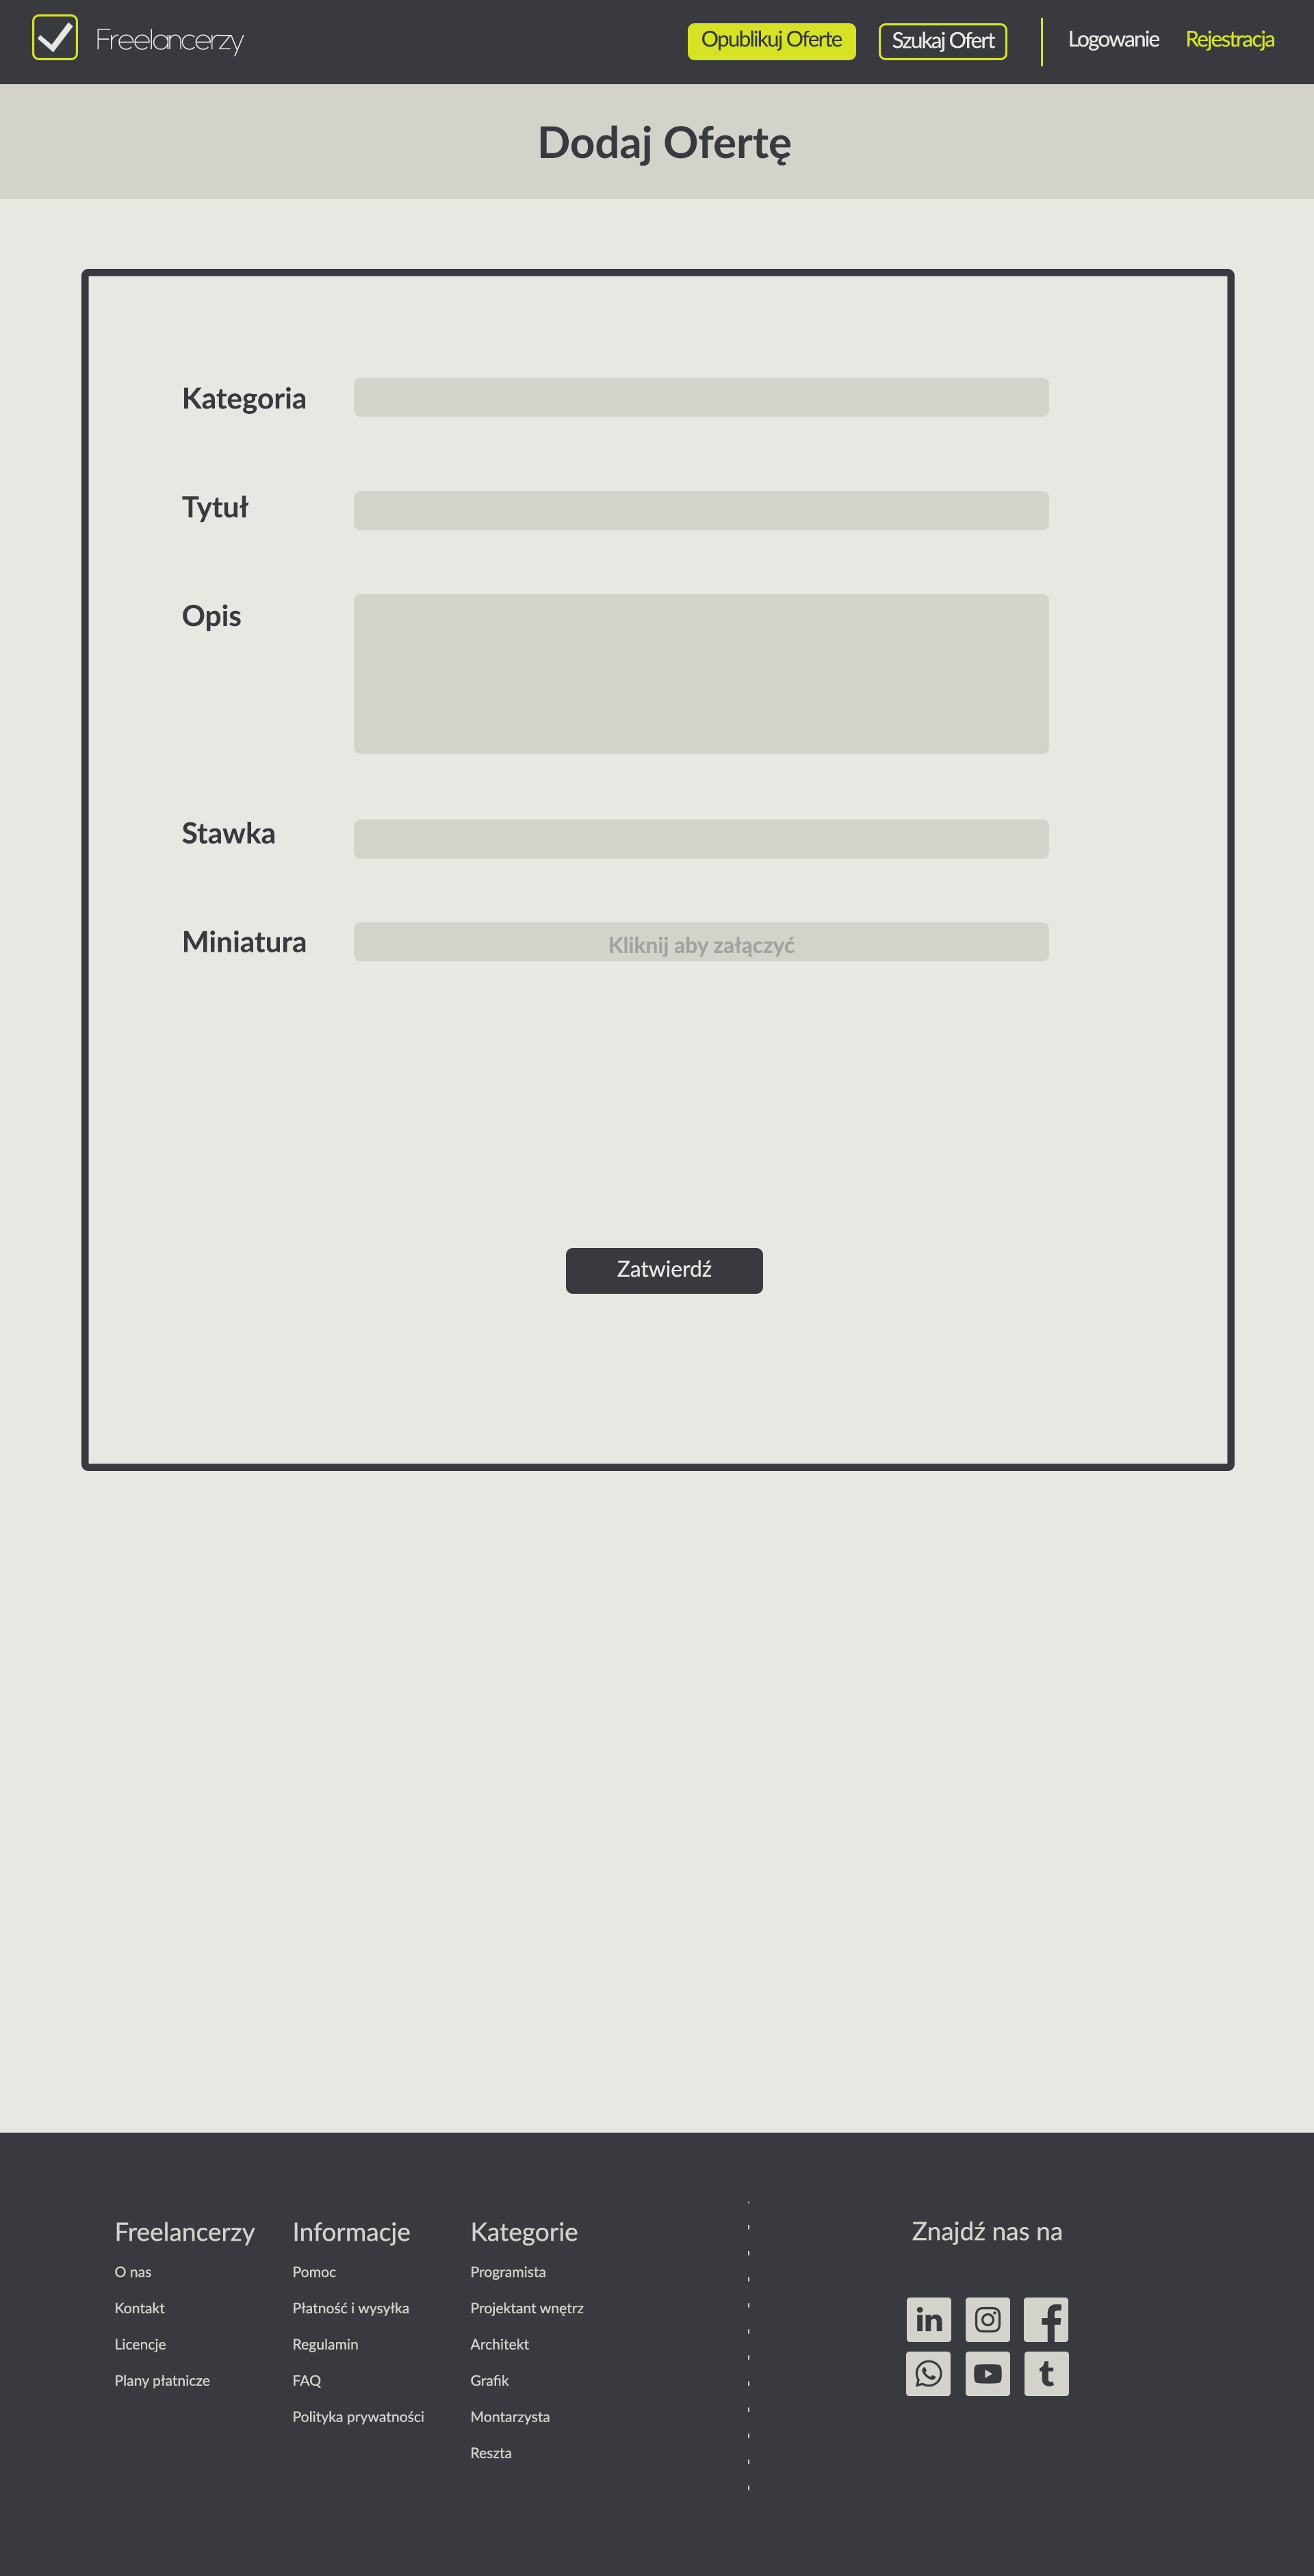 Freelancerzy
Opublikuj Oferte
Szukaj Ofert
Logowanie
Rejestracja
Dodaj Ofertę
Kategoria
Tytuł
Opis
Stawka
Miniatura
Kliknij aby załączyć
Zatwierdź
Freelancerzy
O nas
Kontakt
Licencje
Plany płatnicze
Informacje
Pomoc
Płatność i wysyłka
Regulamin
FAQ
Polityka prywatności
Kategorie
Programista
Projektant wnętrz
Architekt
Grafik
Montarzysta
Reszta
Znajdź nas na